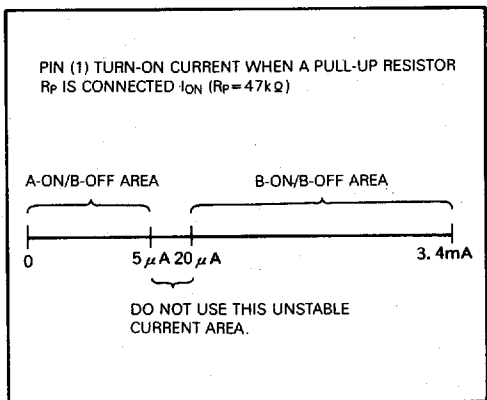 PIN (1) TURN-ON CURRENT WHEN A PULL-UP RESISTOR
RP IS CONNECTED ION (RP=47kΩ)
A-ON/B-OFF AREA
B-ON/B-OFF AREA
0
5μA
20μA
3.4mA
DO NOT USE THIS UNSTABLE
CURRENT AREA.